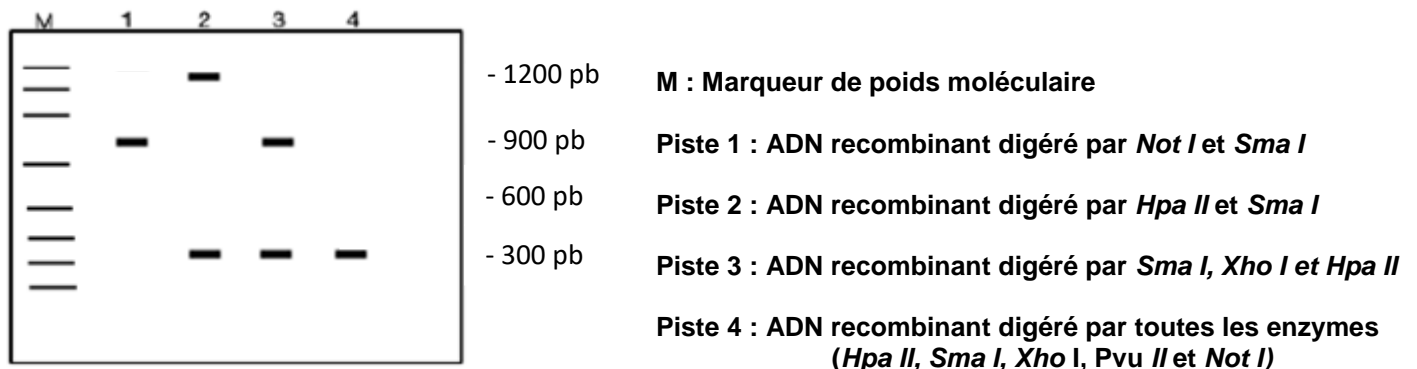 M 1 2 3 4
- 1200 pb
- 900 pb
- 600 pb
- 300 pb
M : Marqueur de poids moléculaire
Piste 1 : ADN recombinant digéré par Not I et Sma I
Piste 2 : ADN recombinant digéré par Hpa II et Sma I
Piste 3 : ADN recombinant digéré par Sma I, Xho I et Hpa II
Piste 4 : ADN recombinant digéré par toutes les enzymes
(Hpa II, Sma I, Xho I, Pvu II et Not I)